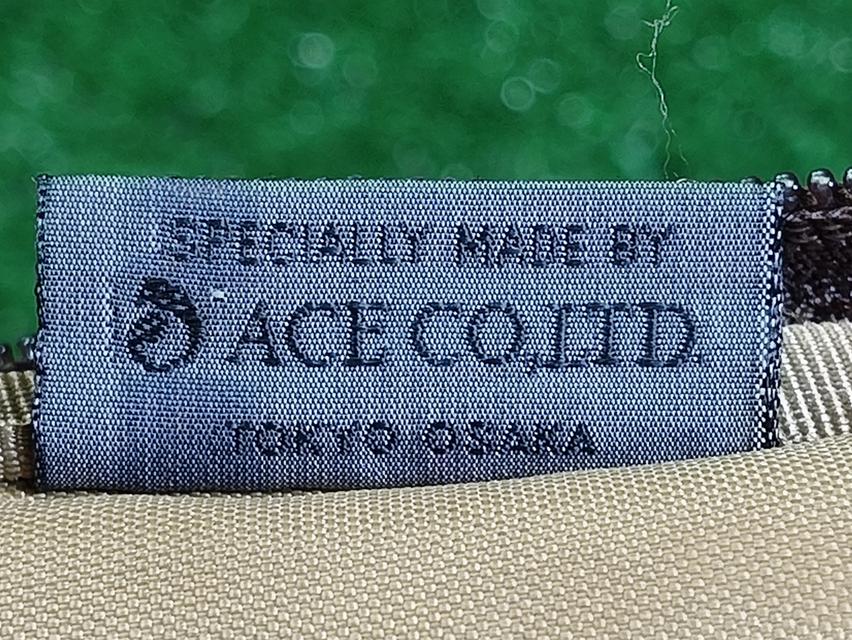 SPECIALLY MADE BY
ACE CO.,LTD.
TOKYO OSAKA